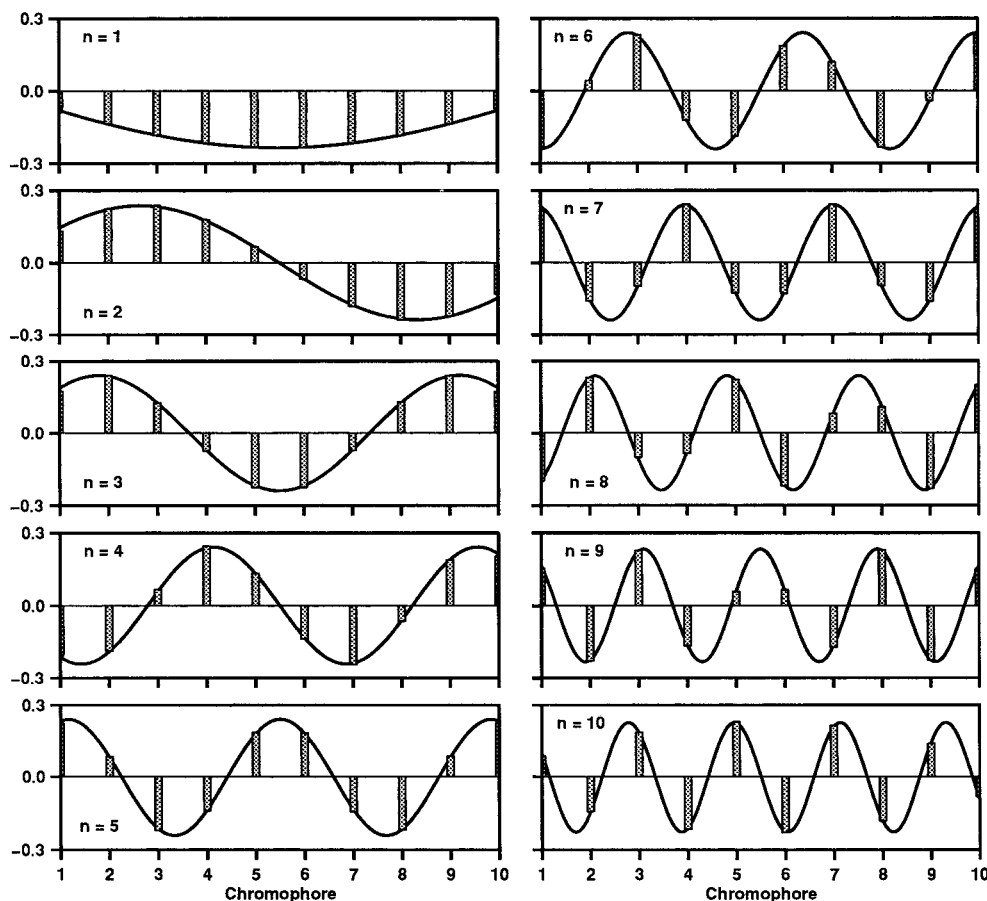 0.3
n = 1
0.0
−0.3
n = 6
0.3
0.0
n = 2
−0.3
n = 7
0.3
0.0
n = 3
−0.3
n = 8
0.3
n = 4
0.0
−0.3
n = 9
0.3
0.0
n = 5
−0.3
1 2 3 4 5 6 7 8 9 10
Chromophore
n = 10
1 2 3 4 5 6 7 8 9 10
Chromophore